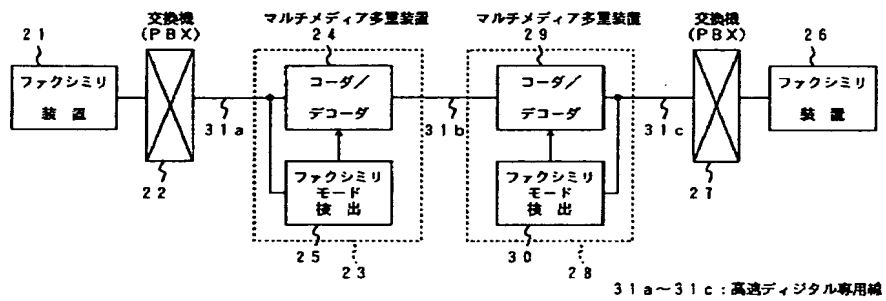 交換機
(PBX)
マルチメディア多重装置
マルチメディア多重装置
交換機
(PBX)
21
24
29
26
ファクシミリ
装置
コーダ/
デコーダ
コーダ/
デコーダ
ファクシミリ
装置
31a
31b
31c
22
ファクシミリ
モード
検出
ファクシミリ
モード
検出
27
25
23
30
28
31a~31c:高速ディジタル専用線